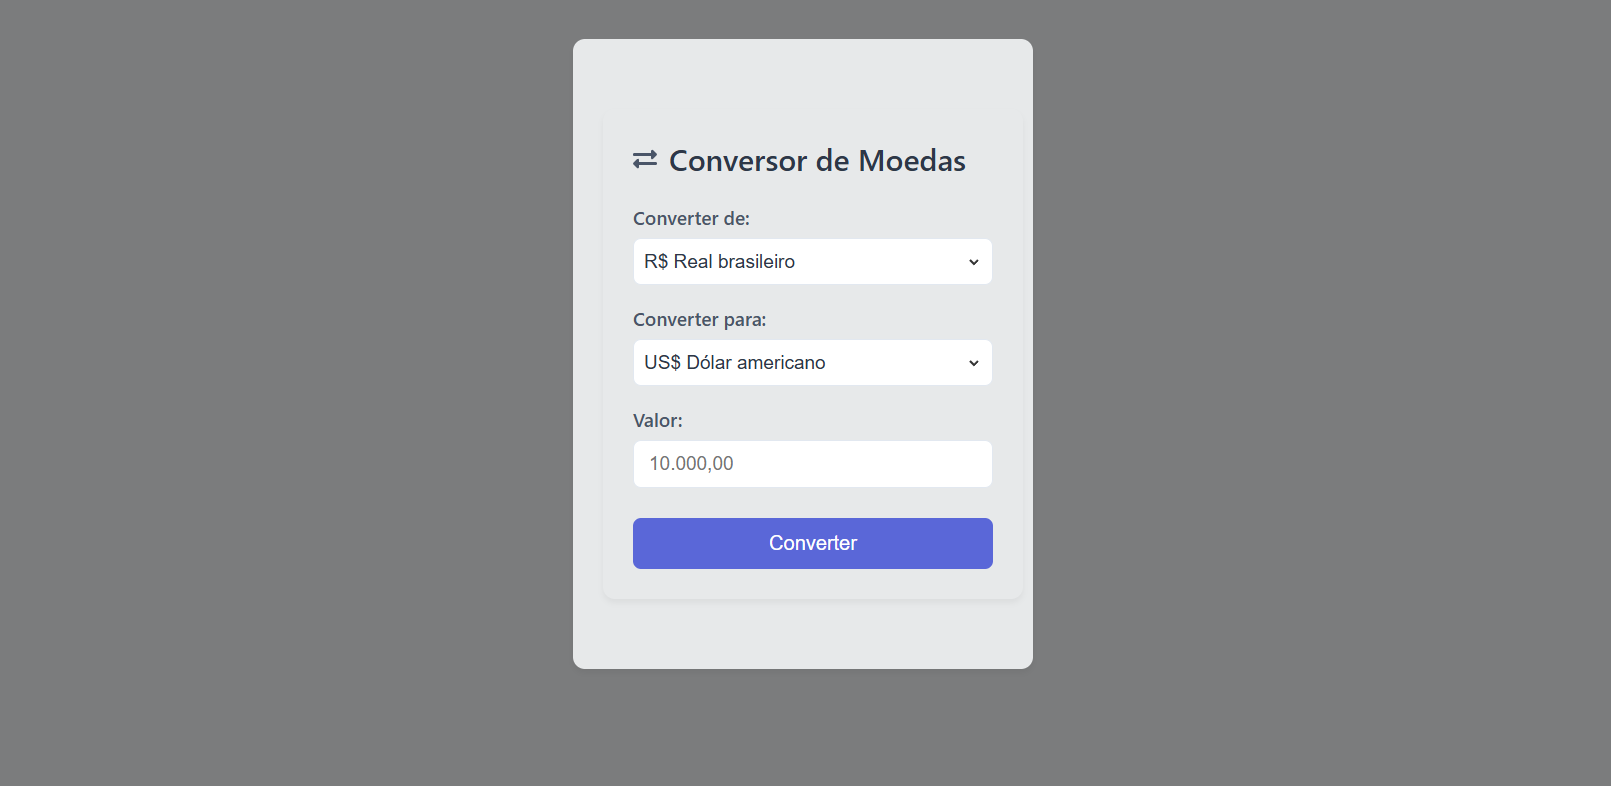 Conversor de Moedas
Converter de:
R$ Real brasileiro
Converter para:
US$ Dólar americano
Valor:
10.000,00
Converter